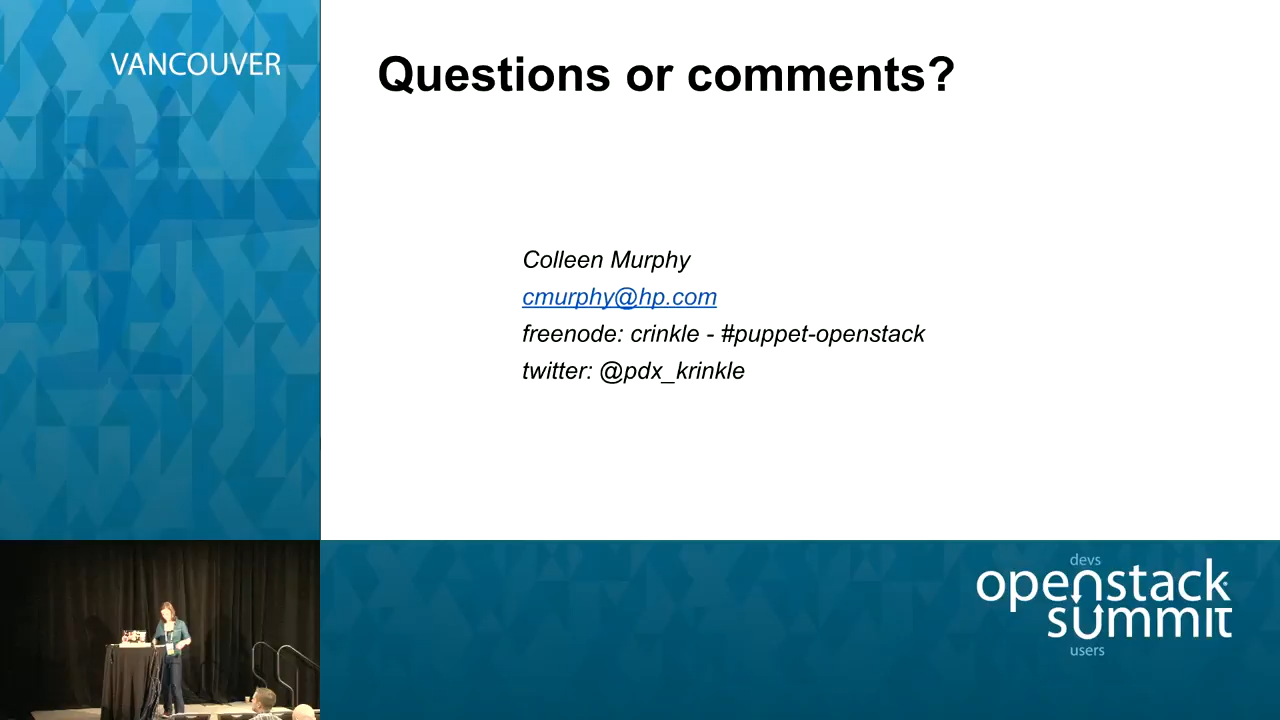 VANCOUVER
Questions or comments?
Colleen Murphy
cmurphy@hp.com
freenode: crinkle - #puppet-openstack
twitter: @pdx_krinkle
devs
openstack
summit
users